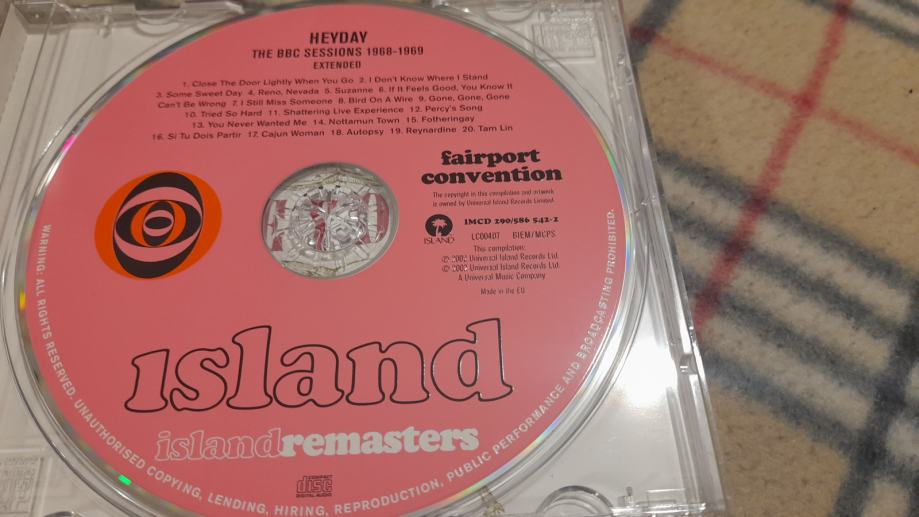 HEYDAY
THE BBC SESSIONS 1968-1969
EXTENDED
1. Close The Door Lightly When You Go 2. I Don't Know Where I Stand
3. Some Sweet Day 4. Reno, Nevada 5. Suzanne 6. If It Feels Good, You Know It
Can't Be Wrong 7. I Still Miss Someone 8. Bird On A Wire 9. Gone, Gone, Gone
10. Tried So Hard 11. Shattering Live Experience 12. Percy's Song
13. You Never Wanted Me 14. Nottamun Town 15. Fotheringay
16. Si Tu Dois Partir 17. Cajun Woman 18. Autopsy 19. Reynardine 20. Tam Lin
fairport
convention
The copyright in this compilation and artwork
is owned by Universal Island Records Limited.
ISLAND
IMCD 290/586 542-2
LC00407 BIEM/MCPS
This compilation:
℗ 2002 Universal Island Records Ltd.
© 2002 Universal Island Records Ltd.
A Universal Music Company
Made in the EU
island
islandremasters
COMPACT
disc
DIGITAL AUDIO
WARNING: ALL RIGHTS RESERVED. UNAUTHORISED COPYING, LENDING, HIRING, REPRODUCTION, PUBLIC PERFORMANCE AND BROADCASTING PROHIBITED.